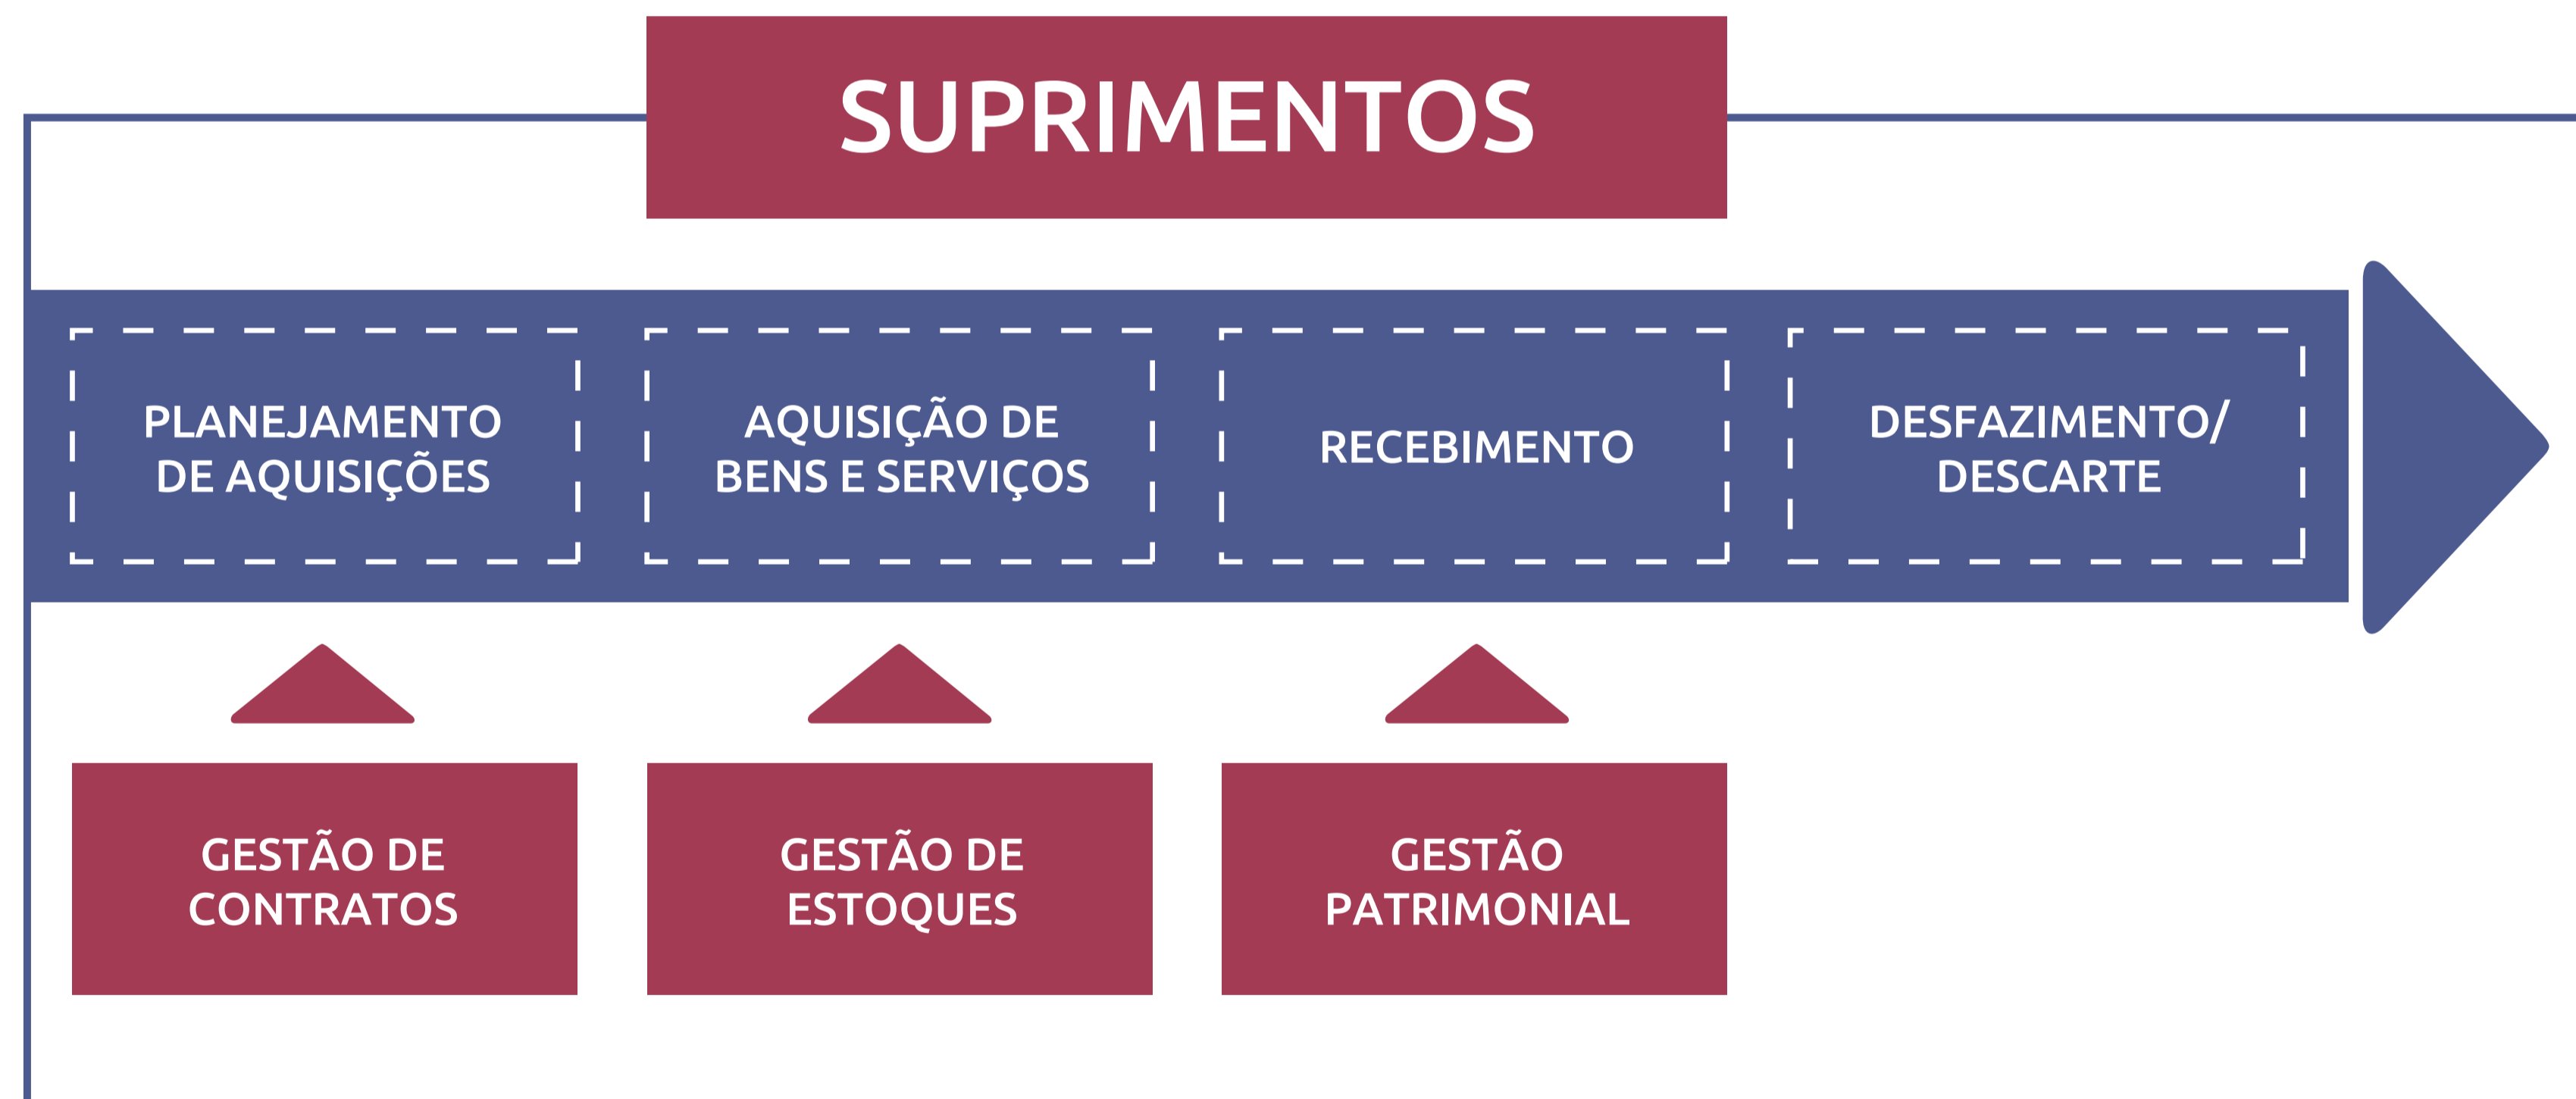 SUPRIMENTOS
PLANEJAMENTO
DE AQUISIÇÕES
AQUISIÇÃO DE
BENS E SERVIÇOS
RECEBIMENTO
DESFAZIMENTO/
DESCARTE
GESTÃO DE
CONTRATOS
GESTÃO DE
ESTOQUES
GESTÃO
PATRIMONIAL